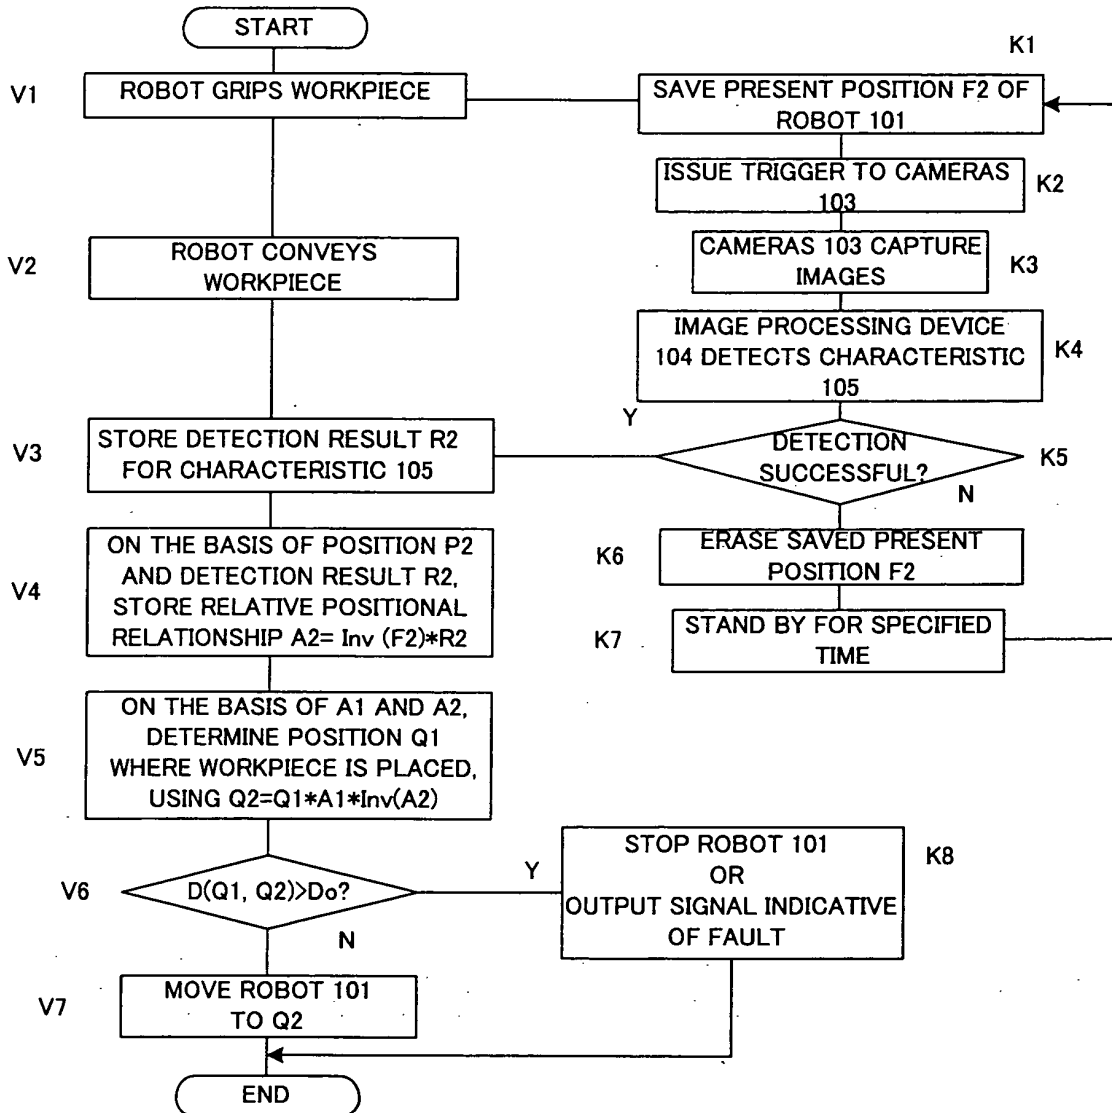 START
V1
ROBOT GRIPS WORKPIECE
K1
SAVE PRESENT POSITION F2 OF
ROBOT 101
ISSUE TRIGGER TO CAMERAS
103
K2
V2
ROBOT CONVEYS
WORKPIECE
CAMERAS 103 CAPTURE
IMAGES
K3
IMAGE PROCESSING DEVICE
104 DETECTS CHARACTERISTIC
105
K4
V3
STORE DETECTION RESULT R2
FOR CHARACTERISTIC 105
Y
DETECTION
SUCCESSFUL?
K5
N
V4
ON THE BASIS OF POSITION P2
AND DETECTION RESULT R2,
STORE RELATIVE POSITIONAL
RELATIONSHIP A2= Inv (F2)*R2
K6
ERASE SAVED PRESENT
POSITION F2
K7
STAND BY FOR SPECIFIED
TIME
V5
ON THE BASIS OF A1 AND A2,
DETERMINE POSITION Q1
WHERE WORKPIECE IS PLACED,
USING Q2=Q1*A1*Inv(A2)
V6
D(Q1, Q2)>Do?
Y
STOP ROBOT 101
OR
OUTPUT SIGNAL INDICATIVE
OF FAULT
K8
N
V7
MOVE ROBOT 101
TO Q2
END